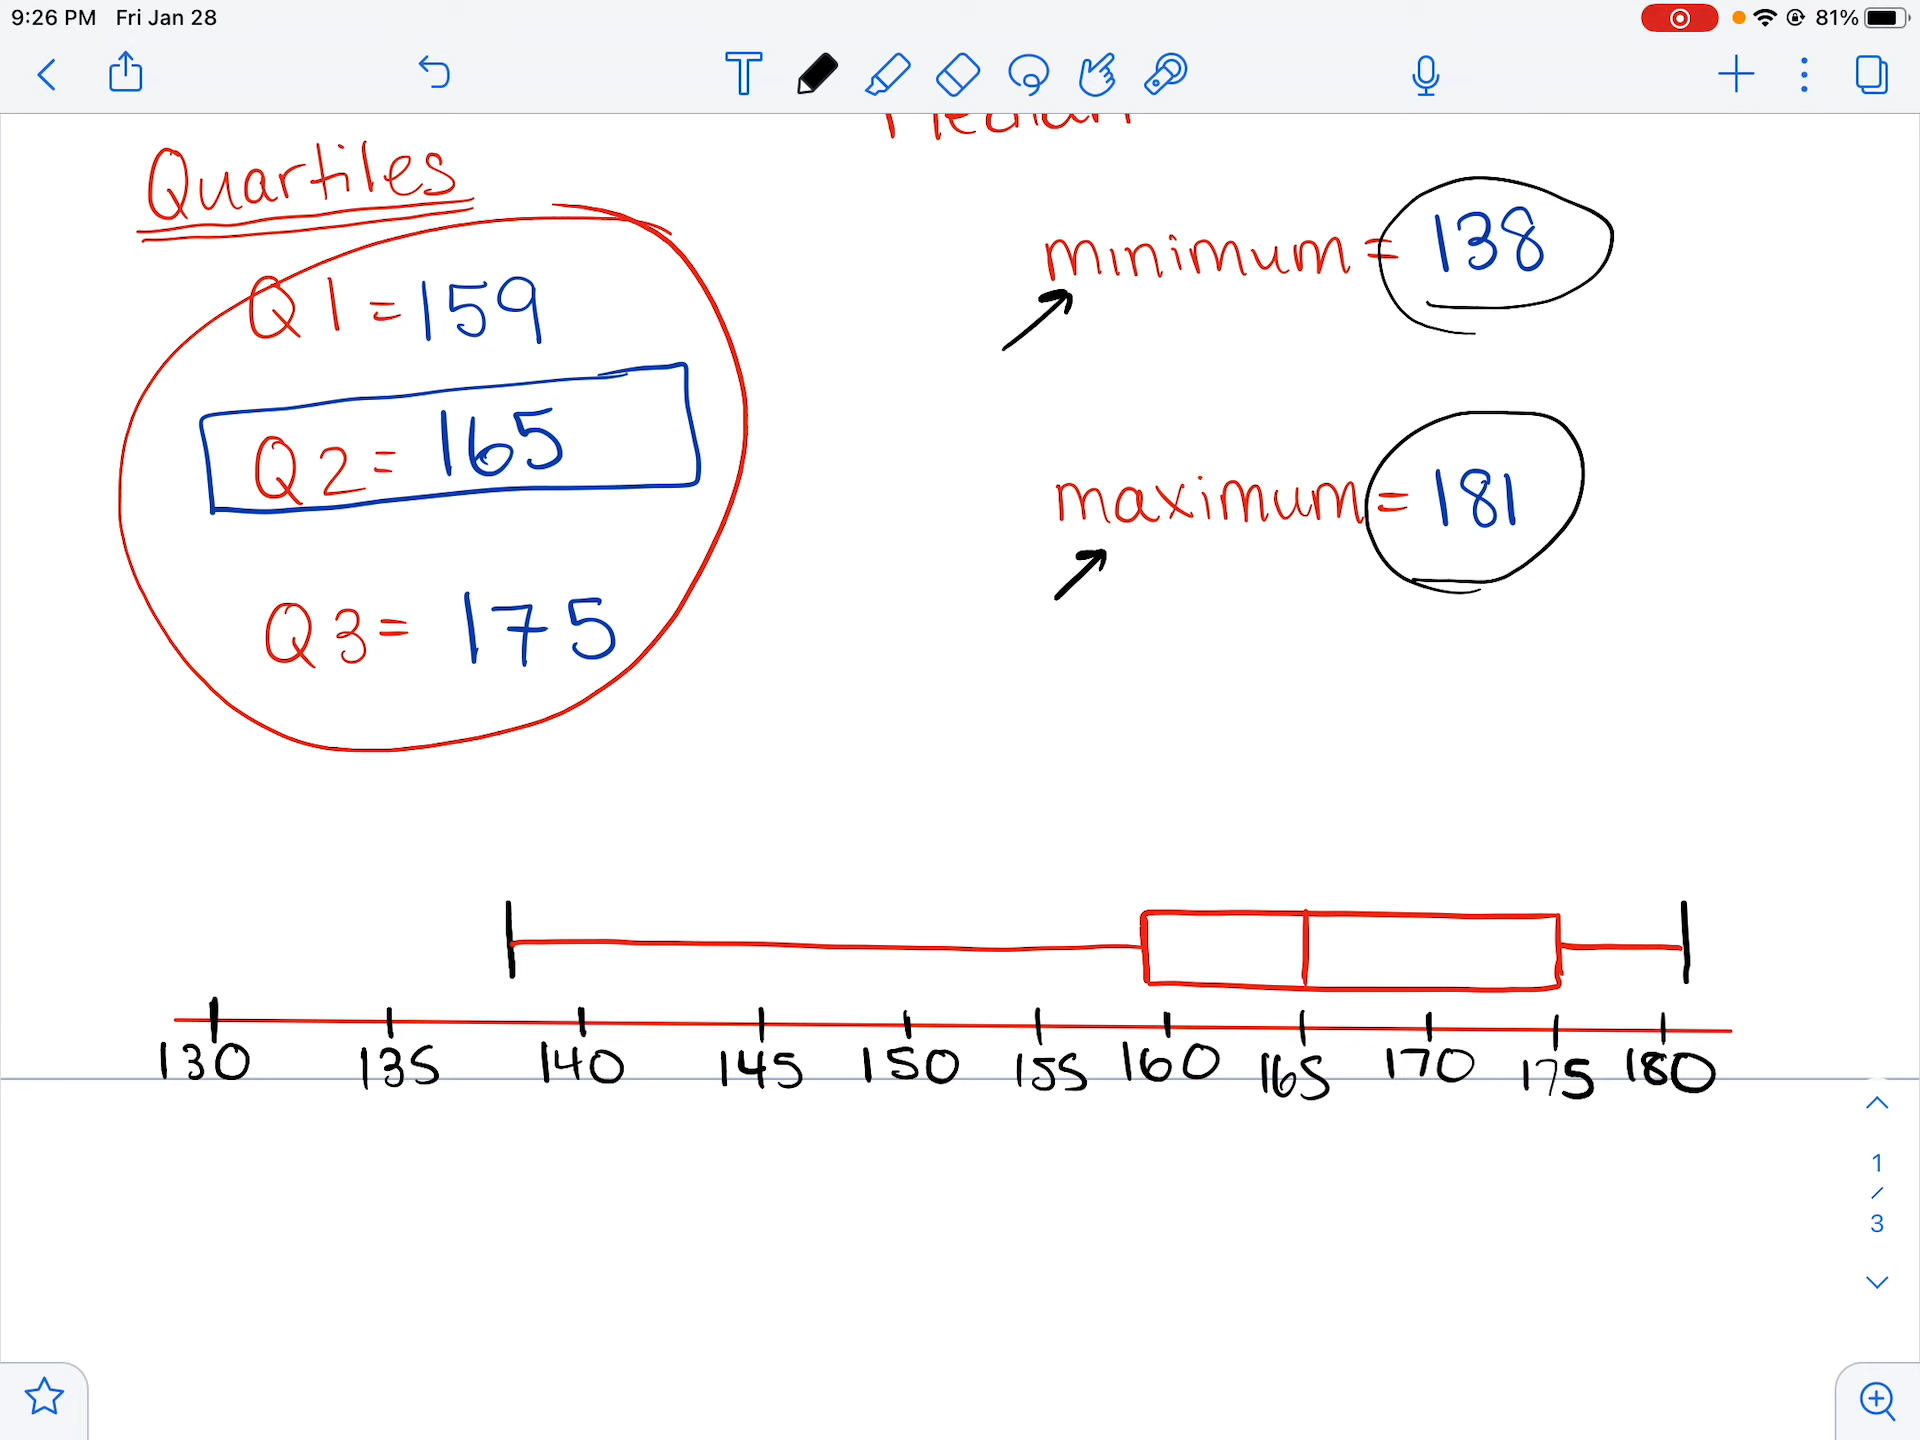 9:26 PM Fri Jan 28
81%
Median
Quartiles
minimum = 138
Q1 = 159
Q2 = 165
maximum = 181
Q3 = 175
130 135 140 145 150 155 160 165 170 175 180
1
/
3